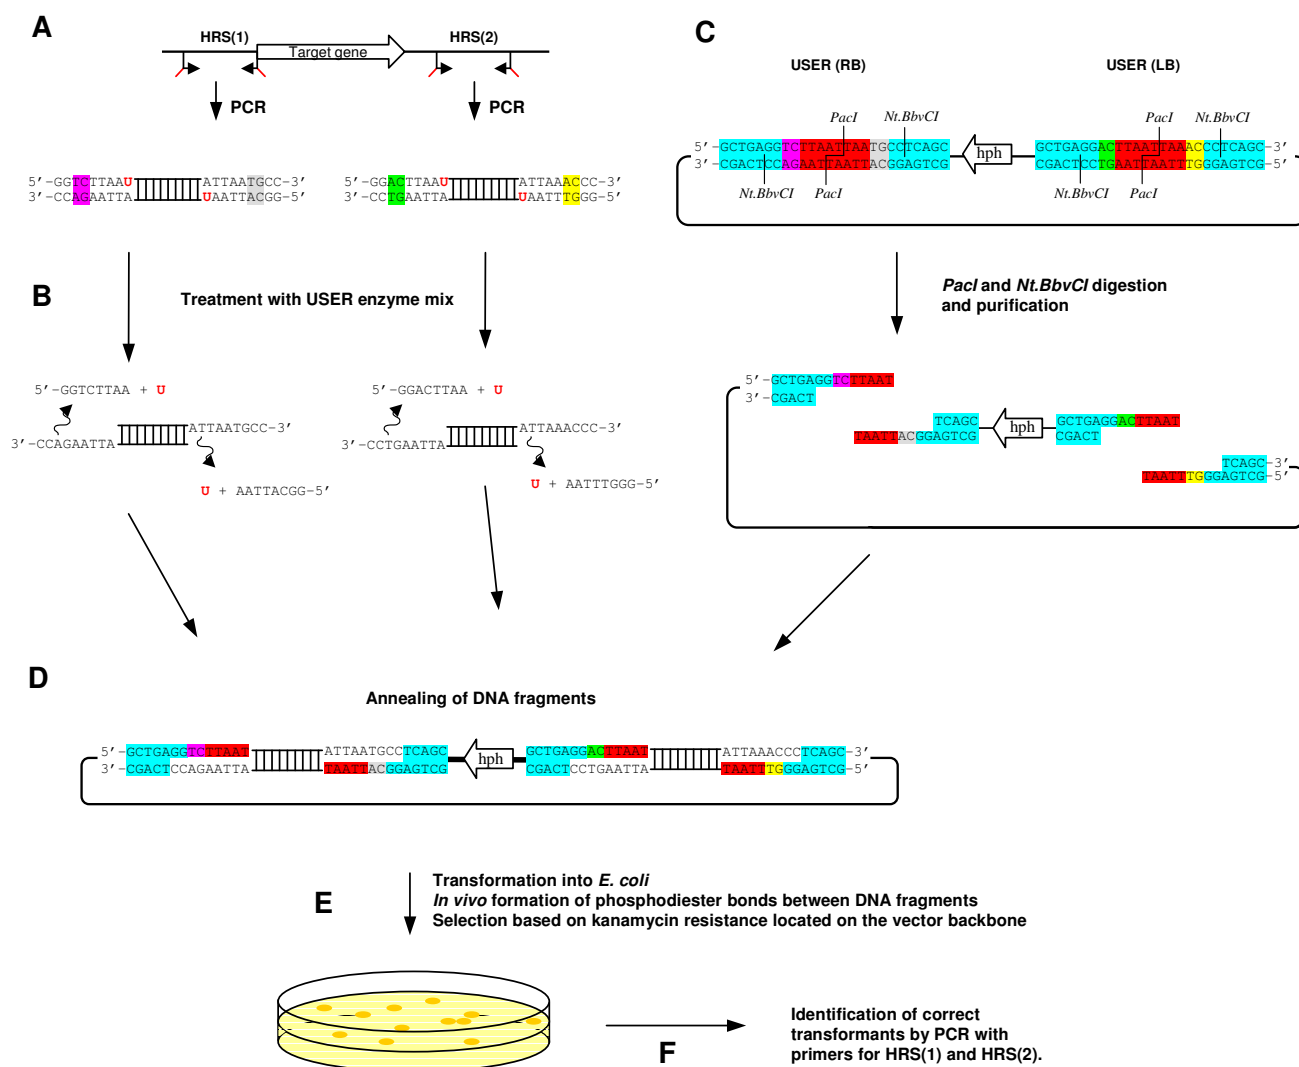 A
HRS(1)
HRS(2)
Target gene
PCR
PCR
5’-GGTCTTAAU ATTAATGCC-3’
3’-CCAGAATTA UAATTACGG-5’
5’-GGACTTAAU ATTAAACCC-3’
3’-CCTGAATTA UAATTTGGG-5’
B
Treatment with USER enzyme mix
5’-GGTCTTAA + U
ATTAATGCC-3’
3’-CCAGAATTA
U + AATTACGG-5’
5’-GGACTTAA + U
ATTAAACCC-3’
3’-CCTGAATTA
U + AATTTGGG-5’
C
USER (RB)
USER (LB)
PacI
Nt.BbvCI
PacI
Nt.BbvCI
5’-GCTGAGGTCTTAATTAATGCCTCAGC
hph
GCTGAGGACTTAATTAAACCCTCAGC-3’
3’-CGACTCCAGAATTAATTACGGAGTCG
CGACTCCTGAATTAATTTGGGAGTCG-5’
Nt.BbvCI
PacI
Nt.BbvCI
PacI
PacI and Nt.BbvCI digestion
and purification
5’-GCTGAGGTCTTAAT
3’-CGACT
TCAGC
TAATTACGGAGTCG
hph
GCTGAGGACTTAAT
CGACT
TCAGC-3’
TAATTTGGGAGTCG-5’
D
Annealing of DNA fragments
5’-GCTGAGGTCTTAAT ATTAATGCCTCAGC
hph
GCTGAGGACTTAAT ATTAAACCCTCAGC-3’
3’-CGACTCCAGAATTA TAATTACGGAGTCG
CGACTCCTGAATTA TAATTTGGGAGTCG-5’
E
Transformation into E. coli
In vivo formation of phosphodiester bonds between DNA fragments
Selection based on kanamycin resistance located on the vector backbone
F
Identification of correct
transformants by PCR with
primers for HRS(1) and HRS(2).